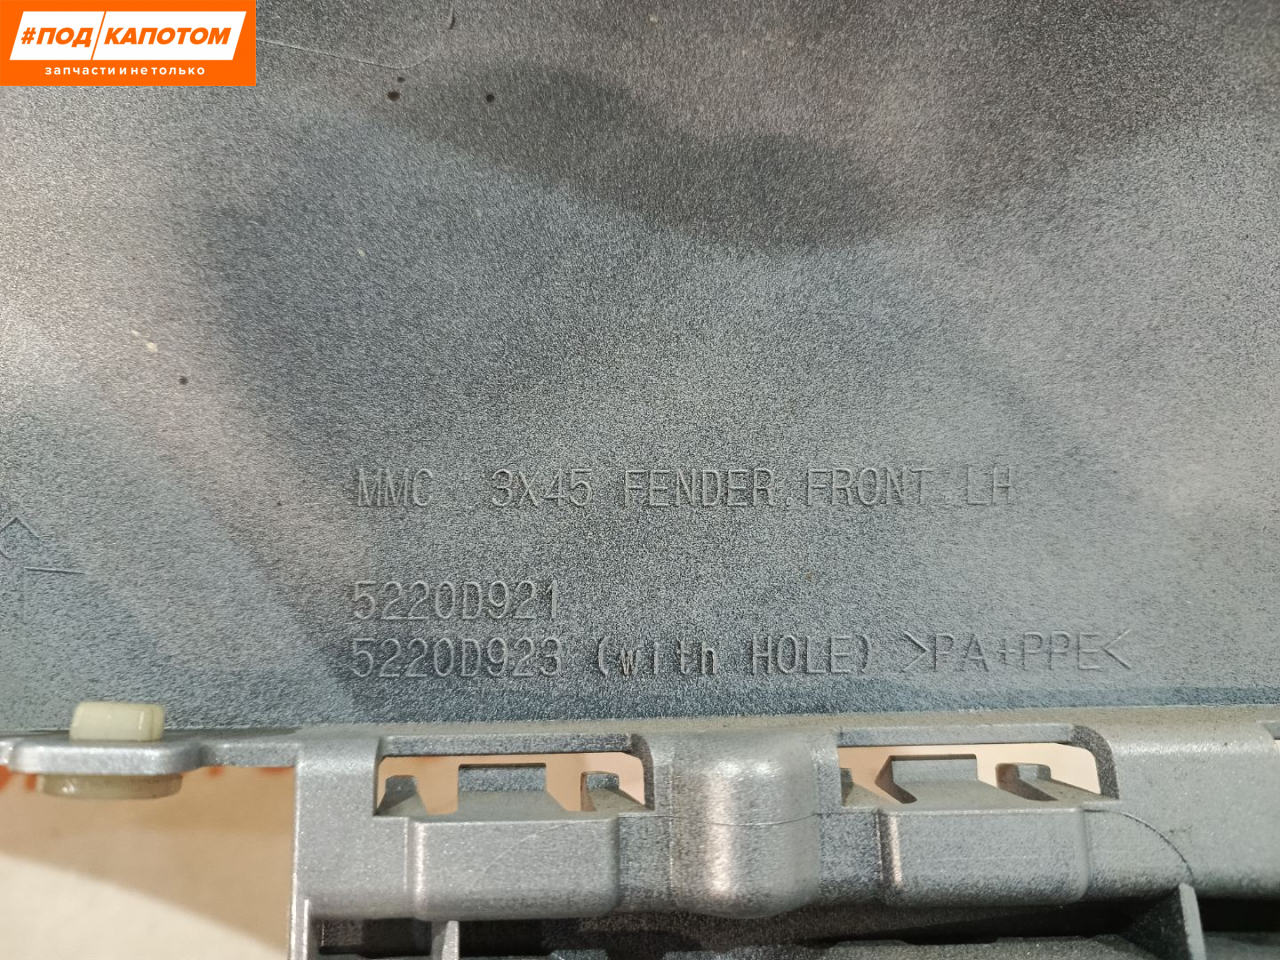 #ПОД/КАПОТОМ
запчасти и не только
MMC 3X45 FENDER,FRONT LH
5220D921
5220D923 (with HOLE) >PA+PPE<